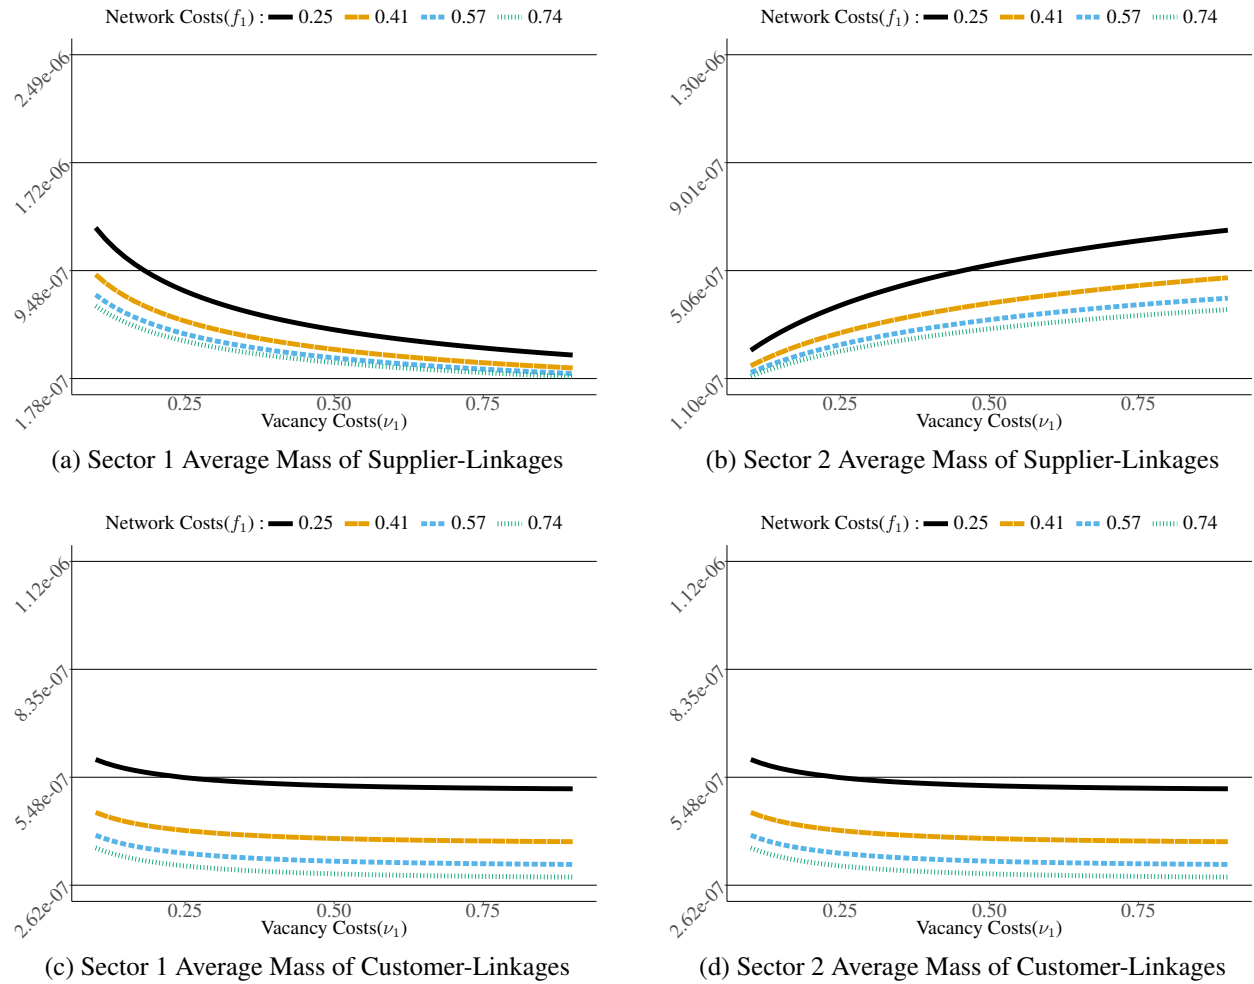 Network Costs(f₁) : 0.25 0.41 0.57 0.74
2.49e-06
1.72e-06
9.48e-07
1.78e-07
0.25 0.50 0.75
Vacancy Costs(ν₁)
(a) Sector 1 Average Mass of Supplier-Linkages
Network Costs(f₁) : 0.25 0.41 0.57 0.74
1.30e-06
9.01e-07
5.06e-07
1.10e-07
0.25 0.50 0.75
Vacancy Costs(ν₁)
(b) Sector 2 Average Mass of Supplier-Linkages
Network Costs(f₁) : 0.25 0.41 0.57 0.74
1.12e-06
8.35e-07
5.48e-07
2.62e-07
0.25 0.50 0.75
Vacancy Costs(ν₁)
(c) Sector 1 Average Mass of Customer-Linkages
Network Costs(f₁) : 0.25 0.41 0.57 0.74
1.12e-06
8.35e-07
5.48e-07
2.62e-07
0.25 0.50 0.75
Vacancy Costs(ν₁)
(d) Sector 2 Average Mass of Customer-Linkages